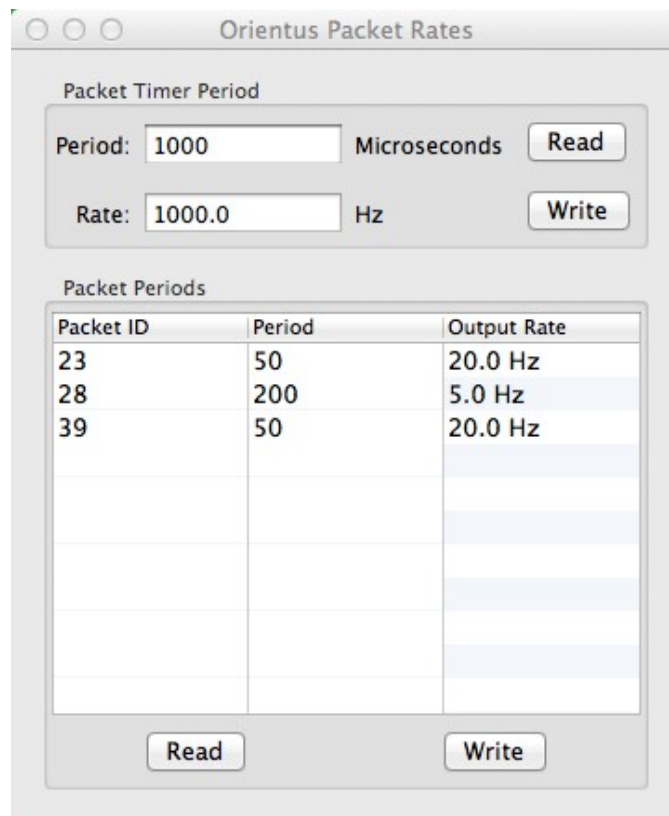 Orientus Packet Rates
Packet Timer Period
Period: 1000 Microseconds Read
Rate: 1000.0 Hz Write
Packet Periods
Packet ID Period Output Rate
23 50 20.0 Hz
28 200 5.0 Hz
39 50 20.0 Hz
Read Write